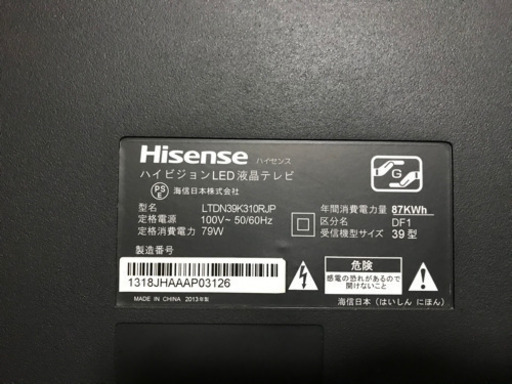 Hisense ハイセンス
ハイビジョンLED液晶テレビ
PS E 海信日本株式会社
G
型名 LTDN39K310RJP
定格電源 100V~ 50/60Hz
定格消費電力 79W
年間消費電力量 87KWh
区分名 DF1
受信機型サイズ 39型
製造番号
1318JHAAAP03126
MADE IN CHINA 2013年製
危険
感電の恐れがあるので
開けないこと
海信日本（はいしん にほん）